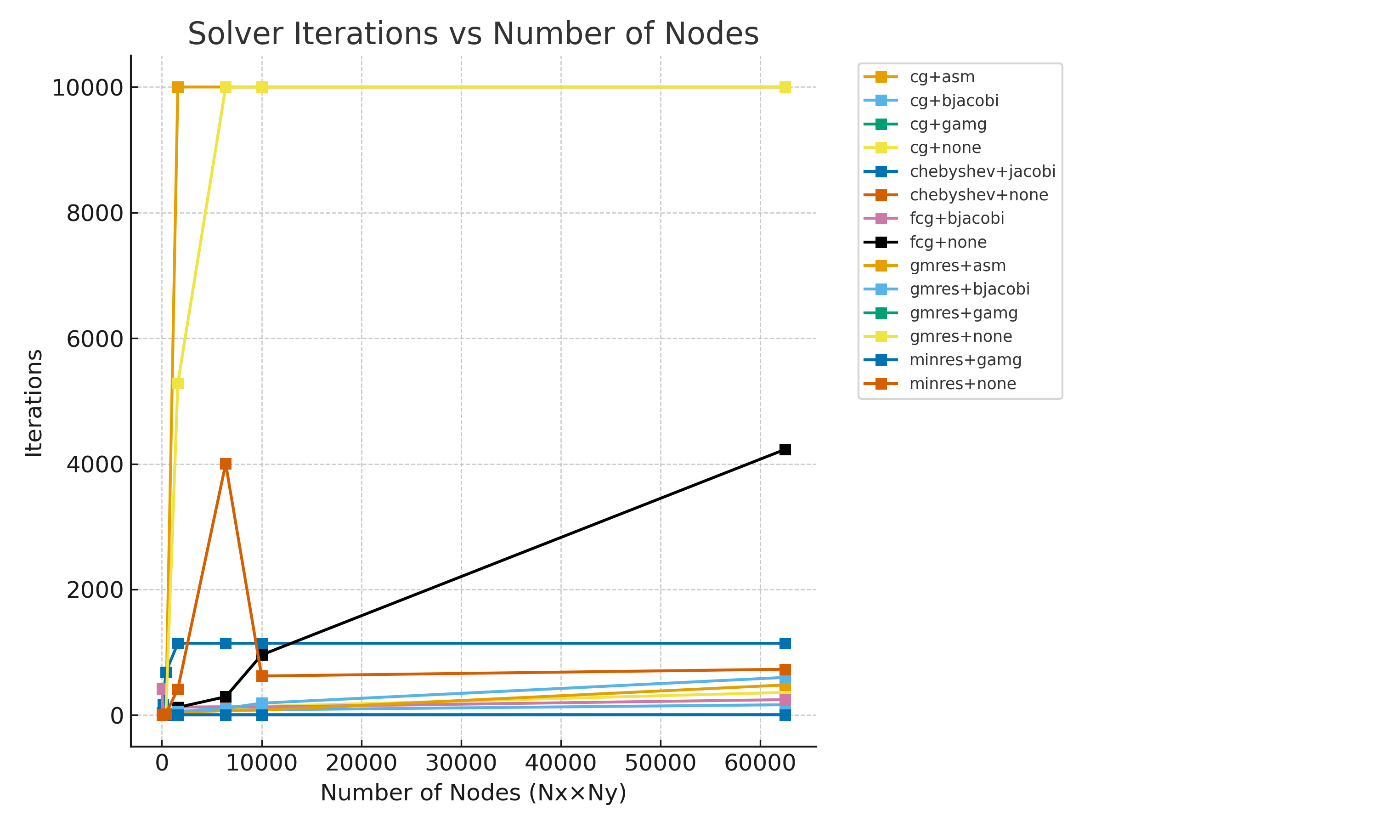 Solver Iterations vs Number of Nodes
10000
8000
6000
4000
2000
0
Iterations
0 10000 20000 30000 40000 50000 60000
Number of Nodes (Nx×Ny)
cg+asm
cg+bjacobi
cg+gamg
cg+none
chebyshev+jacobi
chebyshev+none
fcg+bjacobi
fcg+none
gmres+asm
gmres+bjacobi
gmres+gamg
gmres+none
minres+gamg
minres+none